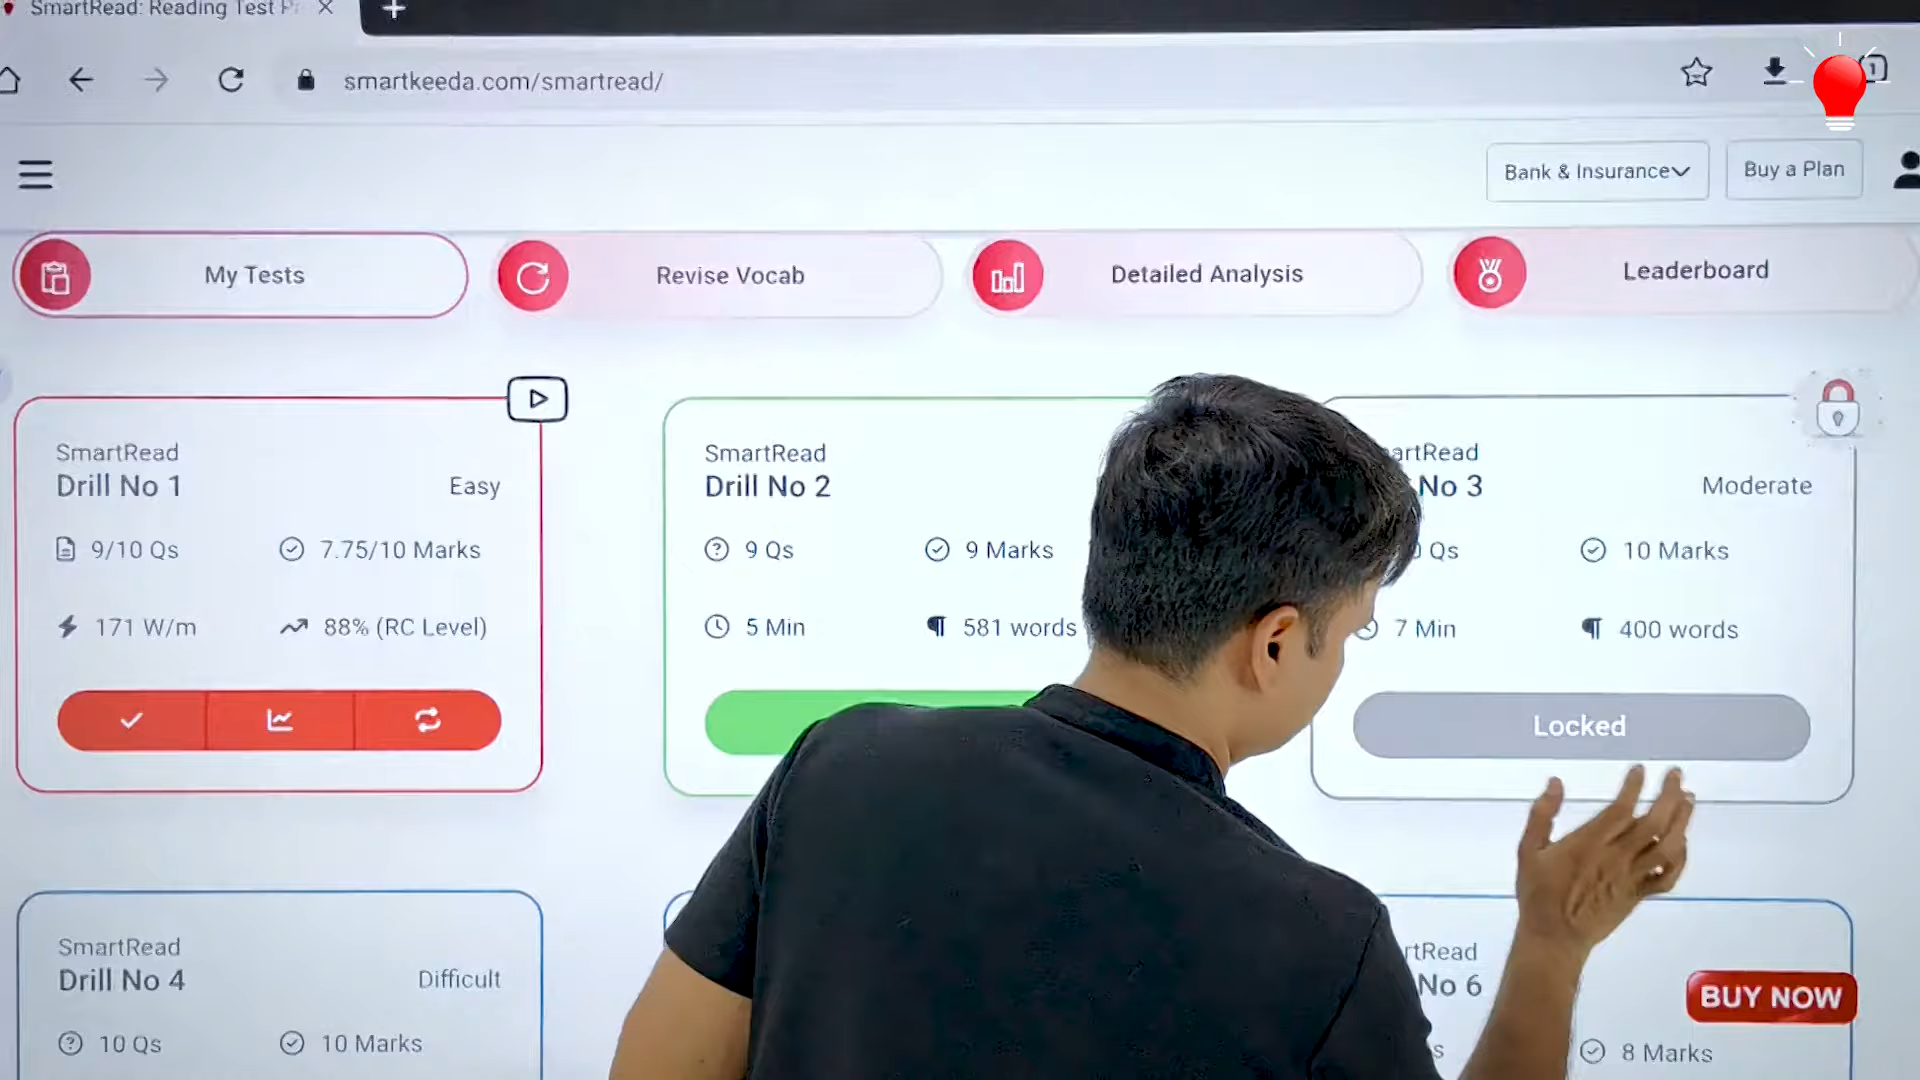 SmartRead: Reading Test
smartkeeda.com/smartread/
1
Bank & Insurance
Buy a Plan
My Tests
Revise Vocab
Detailed Analysis
Leaderboard
SmartRead
Drill No 1
Easy
9/10 Qs
7.75/10 Marks
171 W/m
88% (RC Level)
SmartRead
Drill No 2
9 Qs
9 Marks
5 Min
581 words
artRead
No 3
Moderate
Qs
10 Marks
7 Min
400 words
Locked
SmartRead
Drill No 4
Difficult
10 Qs
10 Marks
rtRead
No 6
BUY NOW
8 Marks